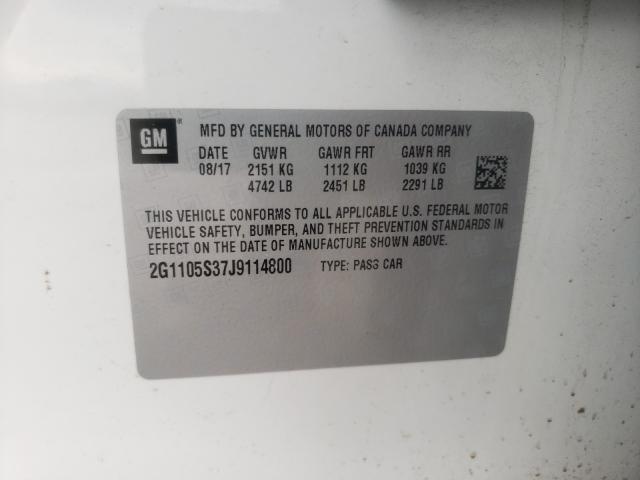 GM MFD BY GENERAL MOTORS OF CANADA COMPANY
DATE GVWR GAWR FRT GAWR RR
08/17 2151 KG 1112 KG 1039 KG
4742 LB 2451 LB 2291 LB
THIS VEHICLE CONFORMS TO ALL APPLICABLE U.S. FEDERAL MOTOR
VEHICLE SAFETY, BUMPER, AND THEFT PREVENTION STANDARDS IN
EFFECT ON THE DATE OF MANUFACTURE SHOWN ABOVE.
2G1105S37J9114800 TYPE: PASS CAR